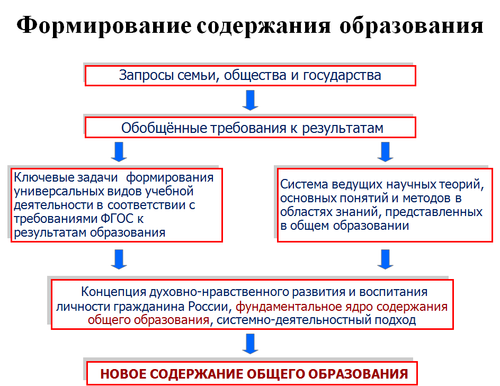 Формирование содержания образования
Запросы семьи, общества и государства
Обобщённые требования к результатам
Ключевые задачи формирования
универсальных видов учебной
деятельности в соответствии с
требованиями ФГОС к
результатам образования
Система ведущих научных теорий,
основных понятий и методов в
областях знаний, представленных
в общем образовании
Концепция духовно-нравственного развития и воспитания
личности гражданина России, фундаментальное ядро содержания
общего образования, системно-деятельностный подход
НОВОЕ СОДЕРЖАНИЕ ОБЩЕГО ОБРАЗОВАНИЯ